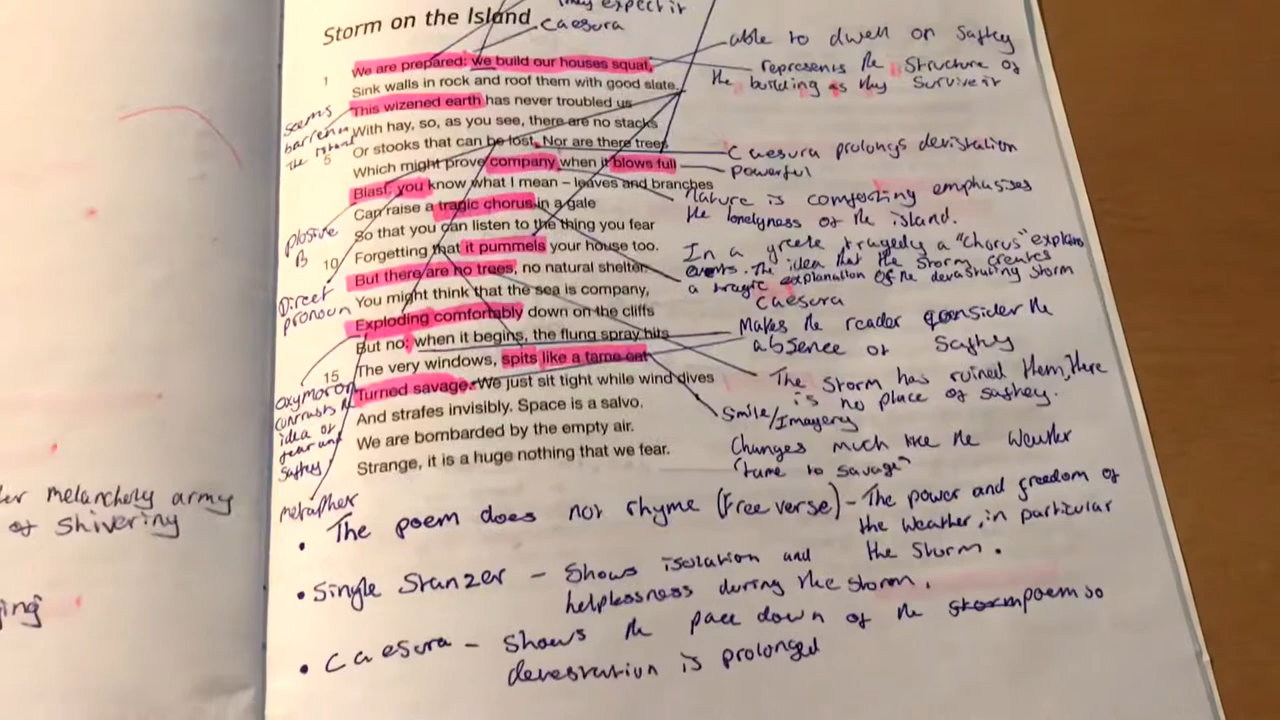 may expect it
Storm on the Island
caesura
able to dwell on saftey
represents the structure of
the building as they survive it
1
We are prepared: we build our houses squat,
Sink walls in rock and roof them with good slate.
This wizened earth has never troubled us
With hay, so, as you see, there are no stacks
5
Or stooks that can be lost. Nor are there trees
Which might prove company when it blows full
Blast: you know what I mean – leaves and branches
Can raise a tragic chorus in a gale
So that you can listen to the thing you fear
10
Forgetting that it pummels your house too.
But there are no trees, no natural shelter.
You might think that the sea is company,
Exploding comfortably down on the cliffs
But no: when it begins, the flung spray hits
15
The very windows, spits like a tame cat
Turned savage. We just sit tight while wind dives
And strafes invisibly. Space is a salvo.
We are bombarded by the empty air.
Strange, it is a huge nothing that we fear.
seems
barren
the
plosive
B
Direct
pronoun
oxymoron
contrasts
idea of
fear and
saftey
metaphor
Caesura prolongs devistation
powerful
Nature is comforting emphasises
the lonelyness of the island.
In a greek tragedy a "chorus" explains
events. The idea that the storm creates
a tragic explanation of the devastating storm
caesura
Makes the reader consider the
absence of saftey
The storm has ruined them, there
is no place of saftey.
Smile/Imagery
Changes much like the weather
"tame to savage"
• The poem does not rhyme (Free verse) – The power and freedom of
the weather, in particular
the storm.
• Single Stanzer – Shows isolation and
helplessness during the storm.
• Caesura – shows the pace down of the storm poem so
devestation is prolonged
melancholy army
of shivering